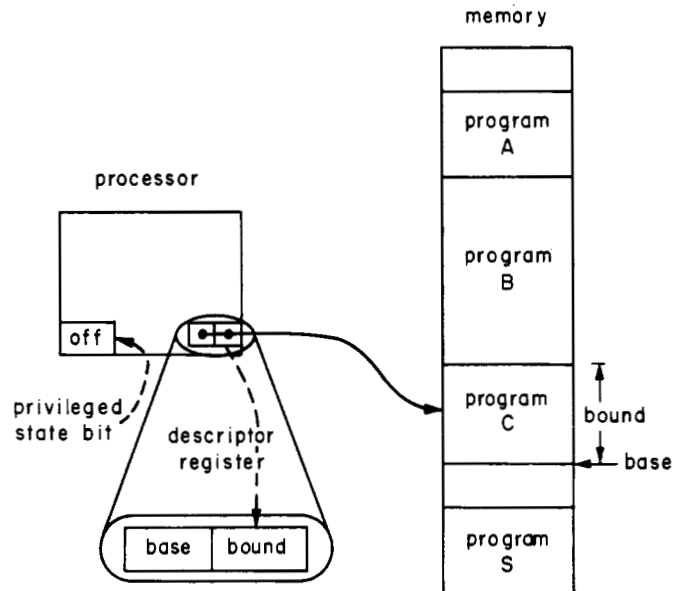 memory
program
A
processor
program
B
off
privileged
state bit
descriptor
register
program
C
bound
base
base
bound
program
S